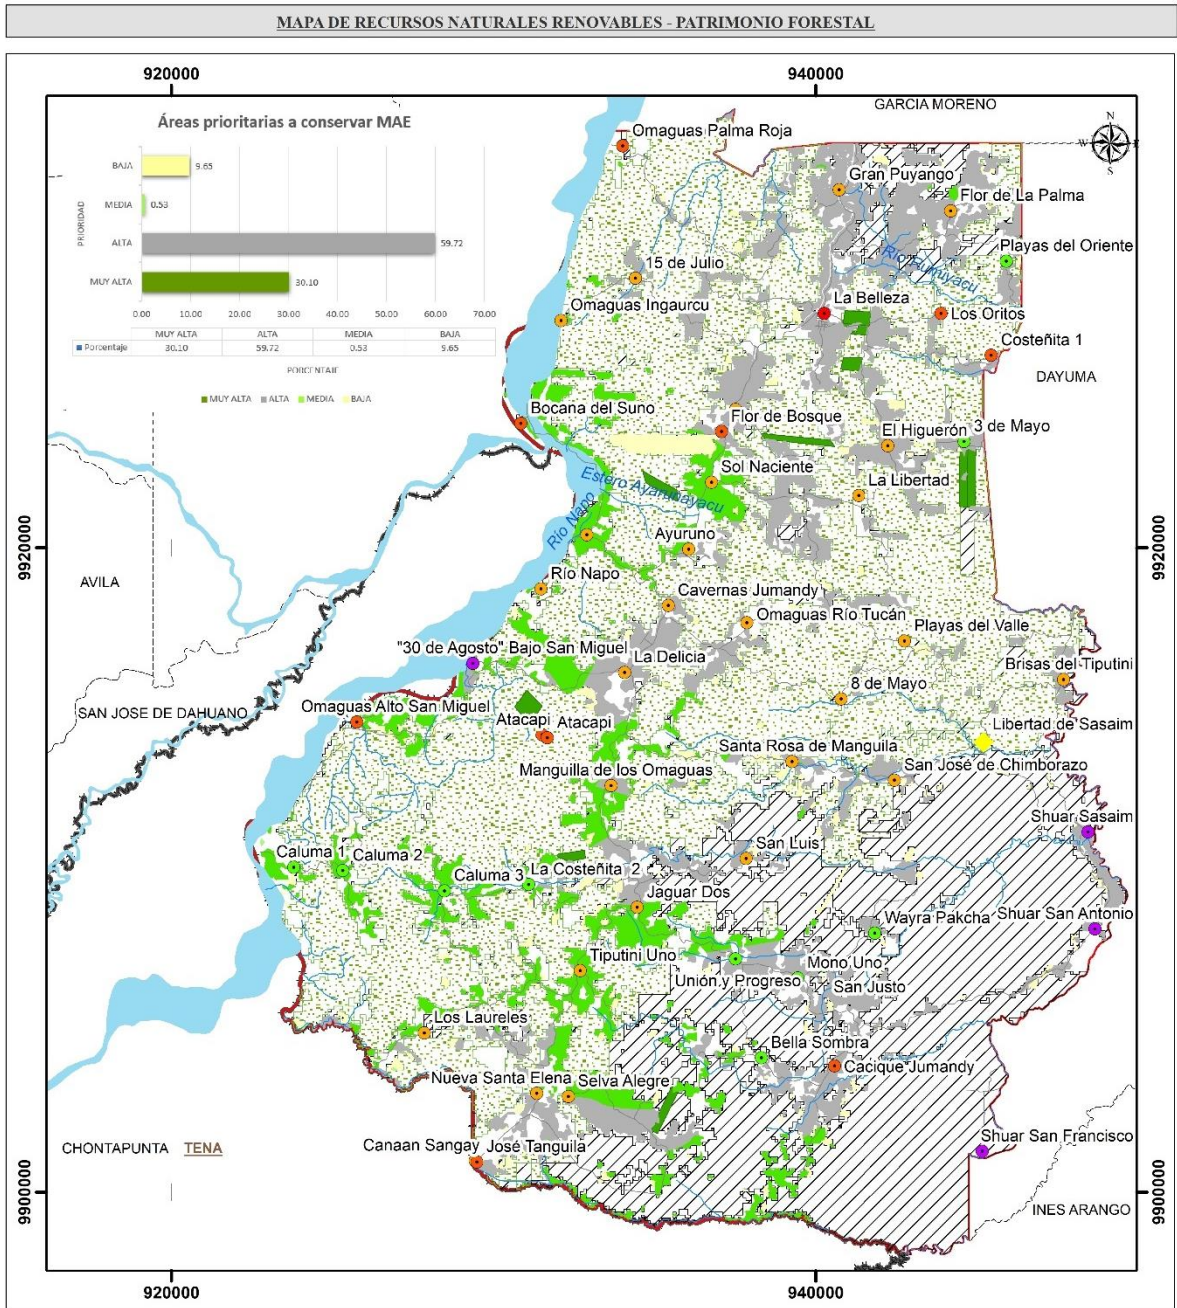 MAPA DE RECURSOS NATURALES RENOVABLES - PATRIMONIO FORESTAL
920000
940000
GARCIA MORENO
Áreas prioritarias a conservar MAE
PRIORIDAD
BAJA
9.65
MEDIA
0.53
ALTA
59.72
MUY ALTA
30.10
0.00 10.00 20.00 30.00 40.00 50.00 60.00 70.00
MUY ALTA ALTA MEDIA BAJA
Porcentaje 30.10 59.72 0.53 9.65
PORCENTAJE
MUY ALTA ALTA MEDIA BAJA
N
W E
S
Omaguas Palma Roja
Gran Puyango
Flor de La Palma
Playas del Oriente
Río Rumiyacu
15 de Julio
La Belleza
Omaguas Ingaurcu
Los Oritos
Costeñita 1
DAYUMA
Bocana del Suno
Flor de Bosque
El Higuerón
3 de Mayo
Sol Naciente
Estero Ayarunayacu
La Libertad
Río Napo
Ayuruno
9920000
9920000
AVILA
Río Napo
Cavernas Jumandy
Omaguas Río Tucán
Playas del Valle
"30 de Agosto" Bajo San Miguel
La Delicia
Brisas del Tiputini
8 de Mayo
SAN JOSE DE DAHUANO
Omaguas Alto San Miguel
Atacapi
Atacapi
Libertad de Sasaim
Santa Rosa de Manguila
Manguilla de los Omaguas
San José de Chimborazo
Shuar Sasaim
San Luis
Caluma 1
Caluma 2
Caluma 3
La Costeñita 2
Jaguar Dos
Wayra Pakcha
Shuar San Antonio
Tiputini Uno
Mono Uno
Unión y Progreso
San Justo
Los Laureles
Bella Sombra
Cacique Jumandy
Nueva Santa Elena
Selva Alegre
CHONTAPUNTA
TENA
Canaan Sangay
José Tanguila
Shuar San Francisco
9900000
9900000
INES ARANGO
920000
940000